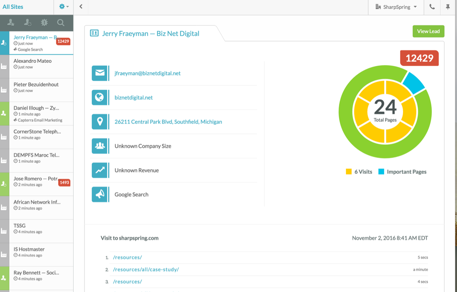 All Sites
SharpSpring
Jerry Fraeyman — B
just now
Google Search
12429
Alexandro Mateo
just now
Pieter Bezuidenhout
just now
Daniel Illough — Zy...
1 minute ago
Capterra Email Marketing
CornerStone Teleph...
1 minute ago
DEMPFS Maroc Tel...
1 minute ago
Jose Romero — Pote
2 minutes ago
1693
African Network Inf...
2 minutes ago
TSSG
4 minutes ago
IS Hostmaster
4 minutes ago
Ray Bennett — Soci...
4 minutes ago
Jerry Fraeyman — Biz Net Digital
View Lead
jfraeyman@biznetdigital.net
biznetdigital.net
26211 Central Park Blvd, Southfield, Michigan
Unknown Company Size
Unknown Revenue
Google Search
12429
24
Total Pages
6 Visits
Important Pages
Visit to sharpspring.com
November 2, 2016 8:41 AM EDT
1. /resources/
5 secs
2. /resources/all/case-study/
a minute
3. /resources/
4 secs